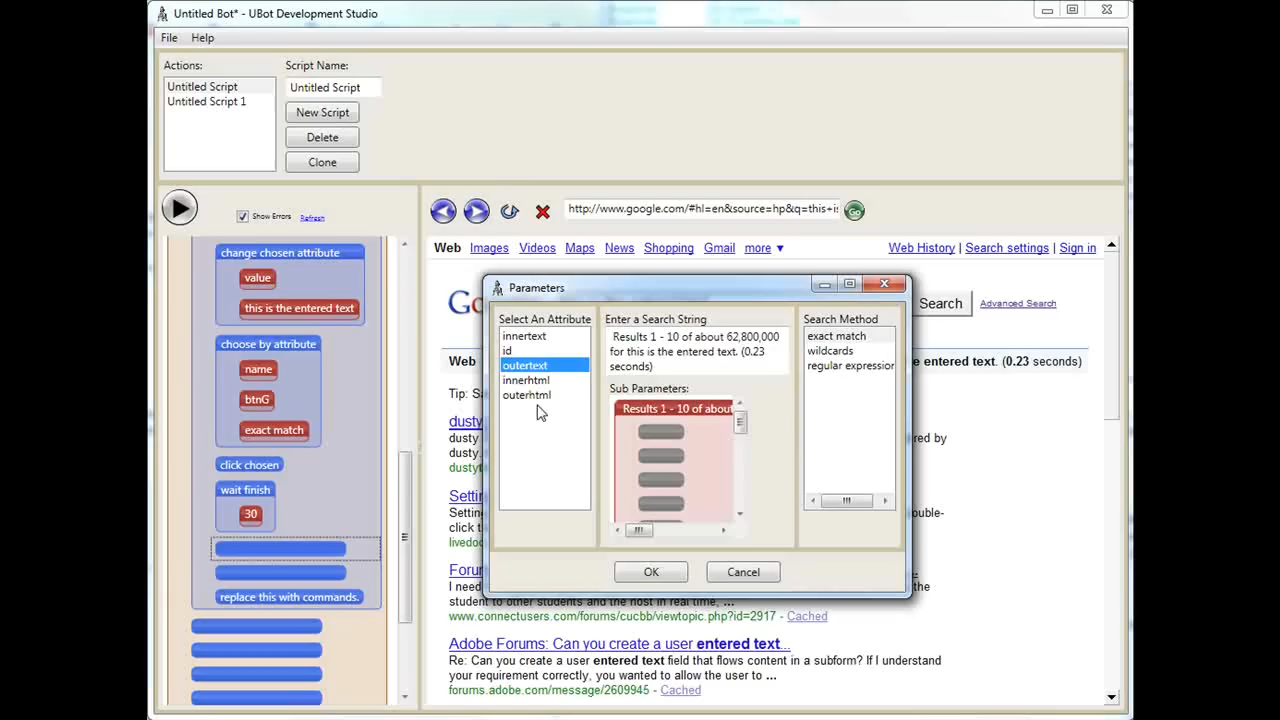 Untitled Bot* - UBot Development Studio
File Help
Actions:
Untitled Script
Untitled Script 1
Script Name:
Untitled Script
New Script
Delete
Clone
Show Errors Refresh
http://www.google.com/#hl=en&source=hp&q=this+i
Go
change chosen attribute
value
this is the entered text
choose by attribute
name
btnG
exact match
click chosen
wait finish
30
replace this with commands.
Web Images Videos Maps News Shopping Gmail more ▼
Web History | Search settings | Sign in
Go
Search
Advanced Search
Web
e entered text. (0.23 seconds)
Tip: Sa
dusty
dusty
dusty.
dustyt
ed by
Settin
Setting
click t
livedoc
ouble-
Forum
I need
student to other students and the host in real time, ...
www.connectusers.com/forums/cucbb/viewtopic.php?id=2917 - Cached
Adobe Forums: Can you create a user entered text...
Re: Can you create a user entered text field that flows content in a subform? If I understand
your requirement correctly, you wanted to allow the user to ...
forums.adobe.com/message/2609945 - Cached
Parameters
Select An Attribute
innertext
id
outertext
innerhtml
outerhtml
Enter a Search String
Results 1 - 10 of about 62,800,000
for this is the entered text. (0.23
seconds)
Sub Parameters:
Results 1 - 10 of about
Search Method
exact match
wildcards
regular expression
OK
Cancel